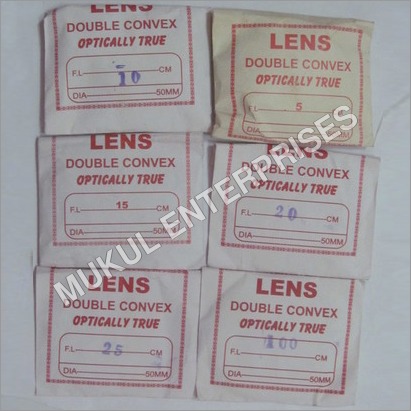 LENS
DOUBLE CONVEX
OPTICALLY TRUE
F.L 10 CM
DIA 50MM
LENS
DOUBLE CONVEX
OPTICALLY TRUE
F.L 5
DIA 50MM
LENS
DOUBLE CONVEX
OPTICALLY TRUE
F.L 15 CM
DIA 50MM
LENS
DOUBLE CONVEX
OPTICALLY TRUE
F.L 20 CM
DIA 50MM
LENS
DOUBLE CONVEX
OPTICALLY TRUE
F.L 25 CM
DIA 50MM
LENS
DOUBLE CONVEX
OPTICALLY TRUE
F.L 100 CM
DIA 50MM
MUKUL ENTERPRISES